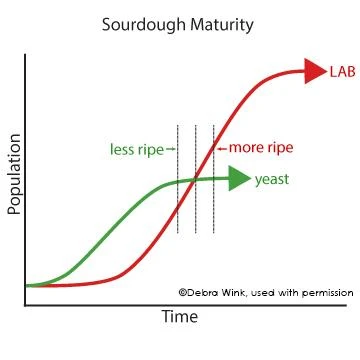 Sourdough Maturity
LAB
less ripe
more ripe
yeast
Population
©Debra Wink, used with permission
Time